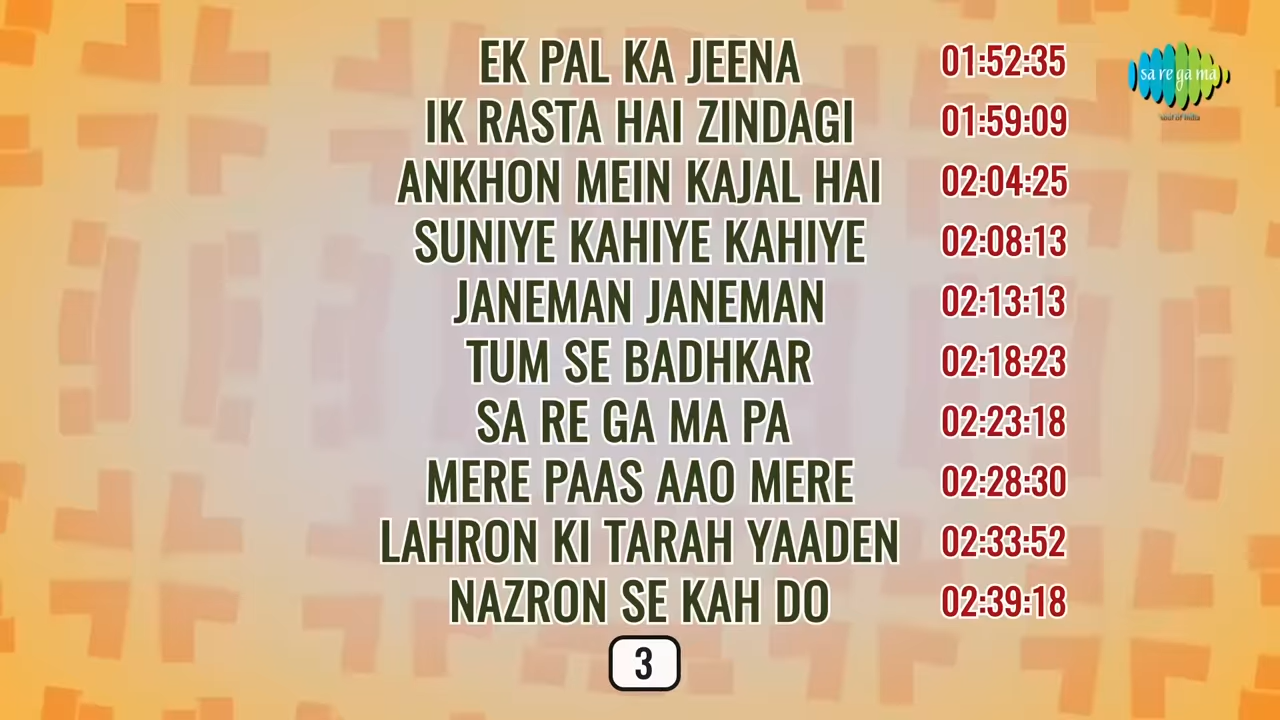 EK PAL KA JEENA 01:52:35
sa re ga ma
soul of India
IK RASTA HAI ZINDAGI 01:59:09
ANKHON MEIN KAJAL HAI 02:04:25
SUNIYE KAHIYE KAHIYE 02:08:13
JANEMAN JANEMAN 02:13:13
TUM SE BADHKAR 02:18:23
SA RE GA MA PA 02:23:18
MERE PAAS AAO MERE 02:28:30
LAHRON KI TARAH YAADEN 02:33:52
NAZRON SE KAH DO 02:39:18
3